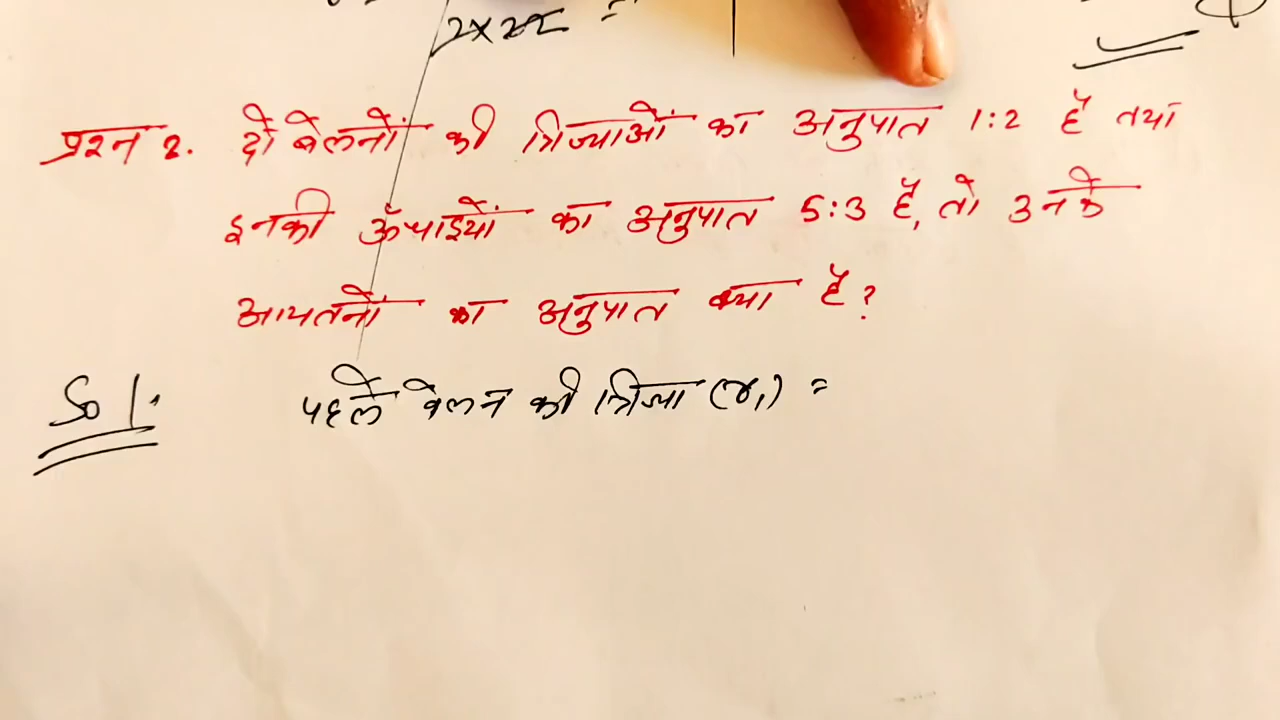 2×22 =
प्रश्न 2. दो बेलनों की त्रिज्याओं का अनुपात 1:2 है तथा
इनकी ऊँचाइयों का अनुपात 5:3 है, तो उनके
आयतनों का अनुपात क्या है?
Sol. पहले बेलन की त्रिज्या (r₁) =